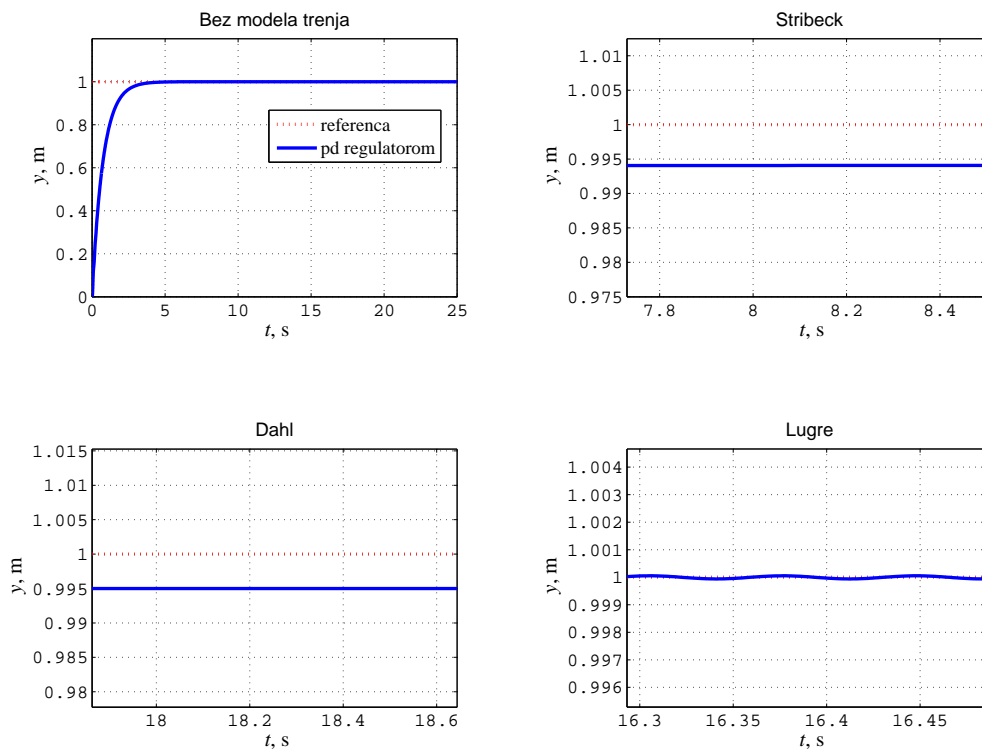 Bez modela trenja
1
0.8
0.6
0.4
0.2
0
y, m
0 5 10 15 20 25
t, s
referenca
pd regulatorom
Stribeck
1.01
1.005
1
0.995
0.99
0.985
0.98
0.975
y, m
7.8 8 8.2 8.4
t, s
Dahl
1.015
1.01
1.005
1
0.995
0.99
0.985
0.98
y, m
18 18.2 18.4 18.6
t, s
Lugre
1.004
1.003
1.002
1.001
1
0.999
0.998
0.997
0.996
y, m
16.3 16.35 16.4 16.45
t, s